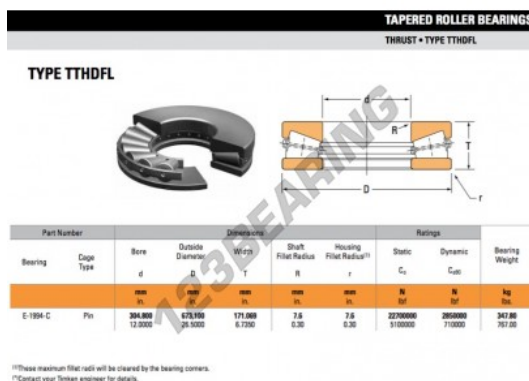 TAPERED ROLLER BEARINGS
THRUST • TYPE TTHDFL
TYPE TTHDFL
d
R
T
D
r
123BEARING
Part Number Dimensions Ratings
Bearing Cage Type Bore Outside Diameter Width Shaft Fillet Radius Housing Fillet Radius(1) Static Dynamic Bearing Weight
d D T R r C₀ Cₐ₉₀
mm mm mm mm mm N N kg
in. in. in. in. in. lbf lbf lbs.
E-1994-C Pin 304.800 673.100 171.069 7.6 7.6 22700000 2850000 347.80
12.0000 26.5000 6.7350 0.30 0.30 5100000 710000 767.00
(1)These maximum fillet radii will be cleared by the bearing corners.
(*)Contact your Timken engineer for details.